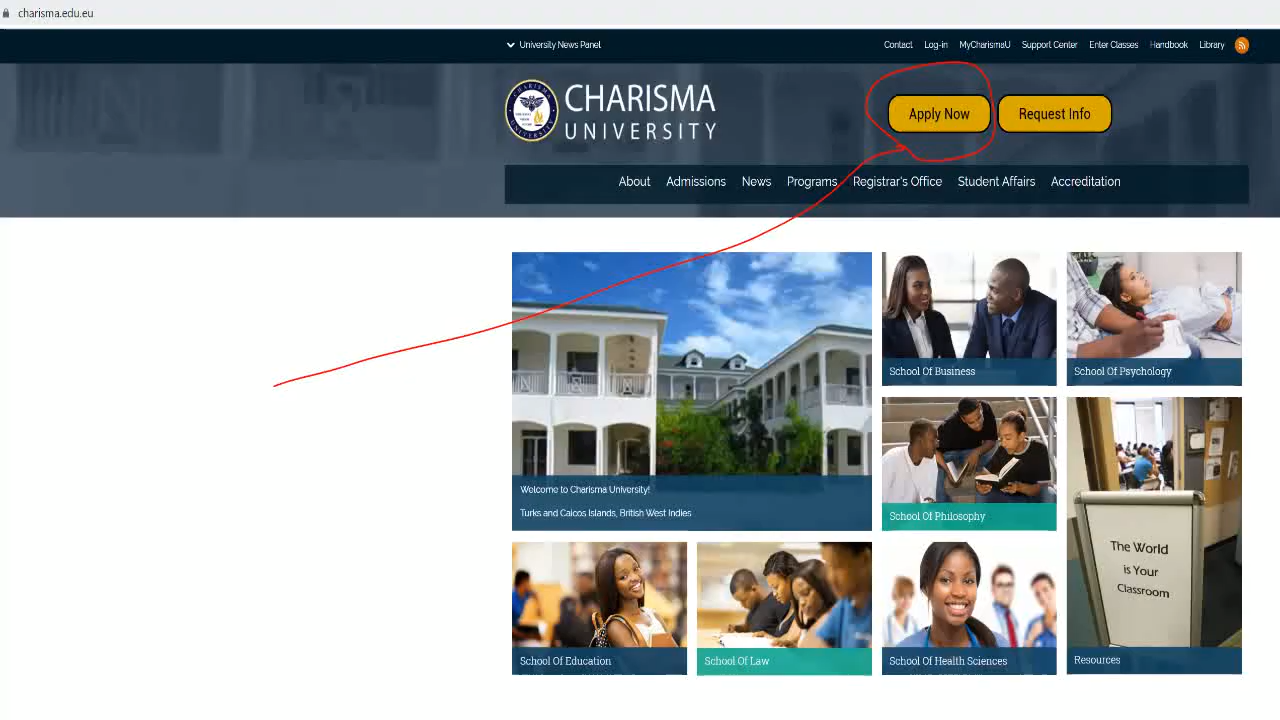 charisma.edu.eu
University News Panel
Contact Log-in MyCharismaU Support Center Enter Classes Handbook Library
CHARISMA
UNIVERSITY
Apply Now Request Info
About Admissions News Programs Registrar's Office Student Affairs Accreditation
Welcome to Charisma University!
Turks and Caicos Islands, British West Indies
School Of Business
School Of Psychology
School Of Philosophy
The World
is Your
Classroom
School Of Education
School Of Law
School Of Health Sciences
Resources